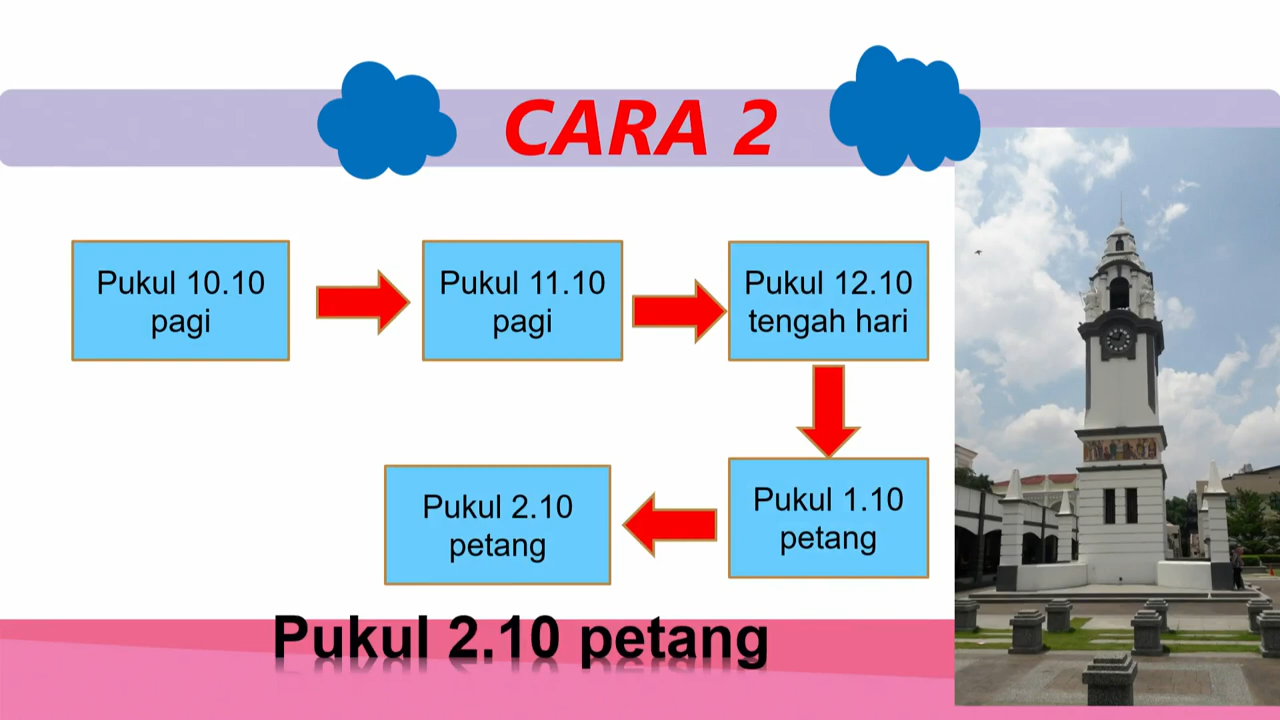 CARA 2
Pukul 10.10
pagi
Pukul 11.10
pagi
Pukul 12.10
tengah hari
Pukul 1.10
petang
Pukul 2.10
petang
Pukul 2.10 petang